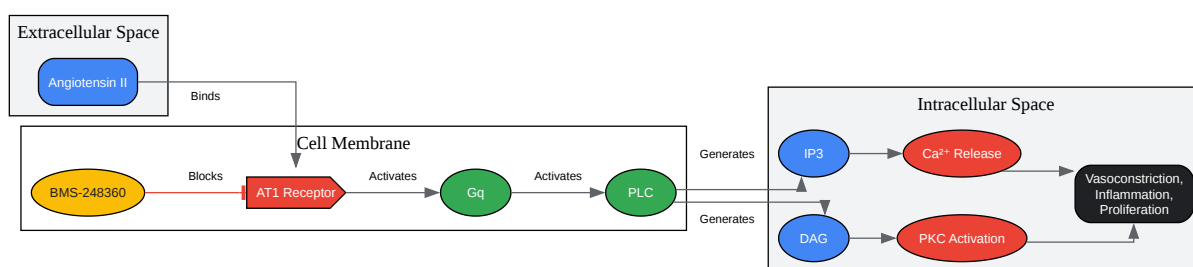 Extracellular Space
Angiotensin II
Binds
Cell Membrane
BMS-248360
Blocks
AT1 Receptor
Activates
Gq
Activates
PLC
Generates
Generates
Intracellular Space
IP3
Ca²⁺ Release
DAG
PKC Activation
Vasoconstriction,
Inflammation,
Proliferation